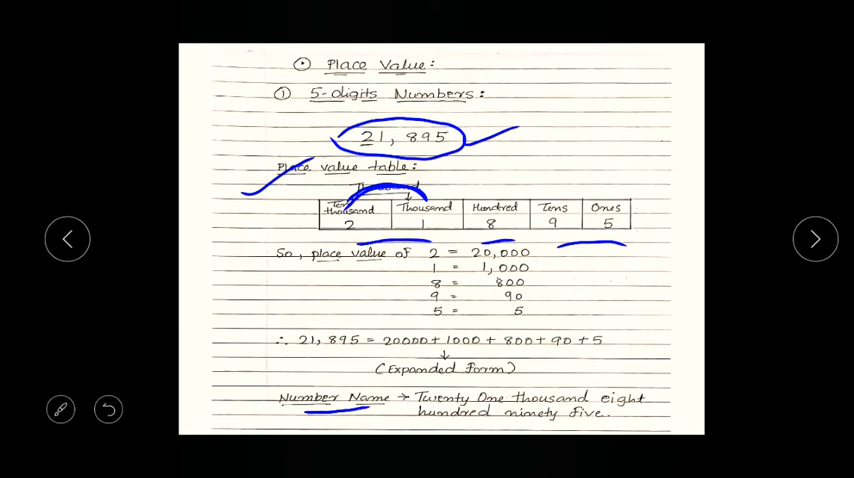 Place Value:
① 5-digits Numbers:
21,895
Place value table:
Thousand
Ten thousand Thousand Hundred Tens Ones
2 1 8 9 5
So, place value of 2 = 20,000
1 = 1,000
8 = 800
9 = 90
5 = 5
∴ 21,895 = 20000+1000+800+90+5
↓
(Expanded form)
Number Name → Twenty One thousand eight
hundred ninety five.